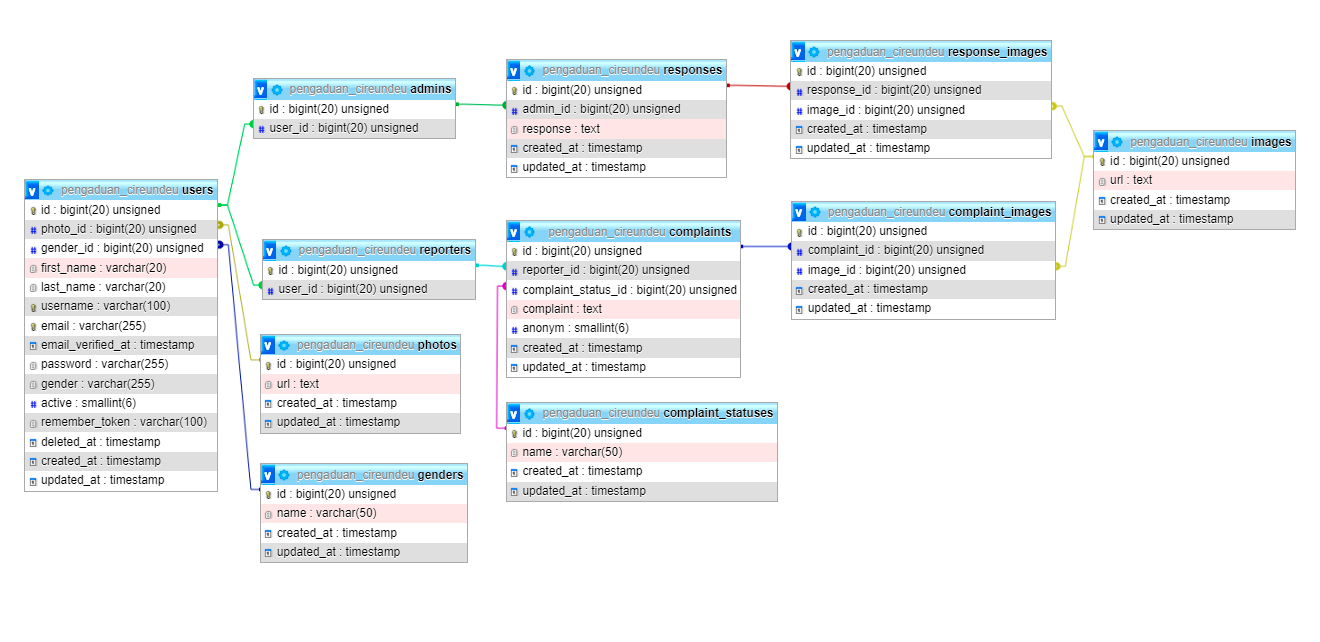 pengaduan_cireundeu users
id : bigint(20) unsigned
photo_id : bigint(20) unsigned
gender_id : bigint(20) unsigned
first_name : varchar(20)
last_name : varchar(20)
username : varchar(100)
email : varchar(255)
email_verified_at : timestamp
password : varchar(255)
gender : varchar(255)
active : smallint(6)
remember_token : varchar(100)
deleted_at : timestamp
created_at : timestamp
updated_at : timestamp
pengaduan_cireundeu admins
id : bigint(20) unsigned
user_id : bigint(20) unsigned
pengaduan_cireundeu reporters
id : bigint(20) unsigned
user_id : bigint(20) unsigned
pengaduan_cireundeu photos
id : bigint(20) unsigned
url : text
created_at : timestamp
updated_at : timestamp
pengaduan_cireundeu genders
id : bigint(20) unsigned
name : varchar(50)
created_at : timestamp
updated_at : timestamp
pengaduan_cireundeu responses
id : bigint(20) unsigned
admin_id : bigint(20) unsigned
response : text
created_at : timestamp
updated_at : timestamp
pengaduan_cireundeu complaints
id : bigint(20) unsigned
reporter_id : bigint(20) unsigned
complaint_status_id : bigint(20) unsigned
complaint : text
anonym : smallint(6)
created_at : timestamp
updated_at : timestamp
pengaduan_cireundeu complaint_statuses
id : bigint(20) unsigned
name : varchar(50)
created_at : timestamp
updated_at : timestamp
pengaduan_cireundeu response_images
id : bigint(20) unsigned
response_id : bigint(20) unsigned
image_id : bigint(20) unsigned
created_at : timestamp
updated_at : timestamp
pengaduan_cireundeu complaint_images
id : bigint(20) unsigned
complaint_id : bigint(20) unsigned
image_id : bigint(20) unsigned
created_at : timestamp
updated_at : timestamp
pengaduan_cireundeu images
id : bigint(20) unsigned
url : text
created_at : timestamp
updated_at : timestamp